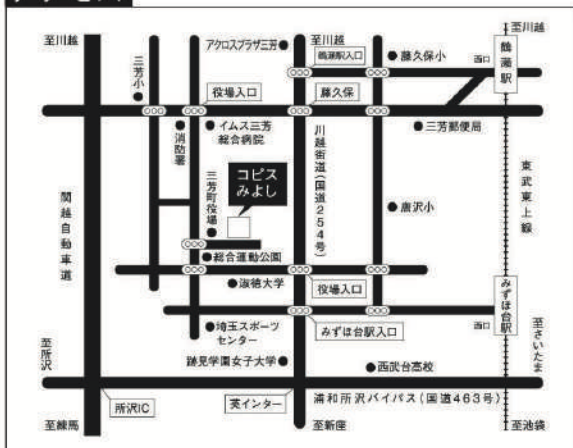 至川越
アクロスプラザ三芳
至川越
鶴瀬駅入口
藤久保小
西口
鶴瀬駅
至川越
三芳小
役場入口
藤久保
消防署
イムス三芳
総合病院
三芳郵便局
川越街道(国道254号)
東武東上線
コピス
みよし
三芳町役場
関越自動車道
唐沢小
総合運動公園
淑徳大学
役場入口
みずほ台駅
埼玉スポーツ
センター
みずほ台駅入口
西口
至所沢
跡見学園女子大学
西武台高校
至さいたま
所沢IC
英インター
浦和所沢バイパス(国道463号)
至練馬
至新座
至池袋